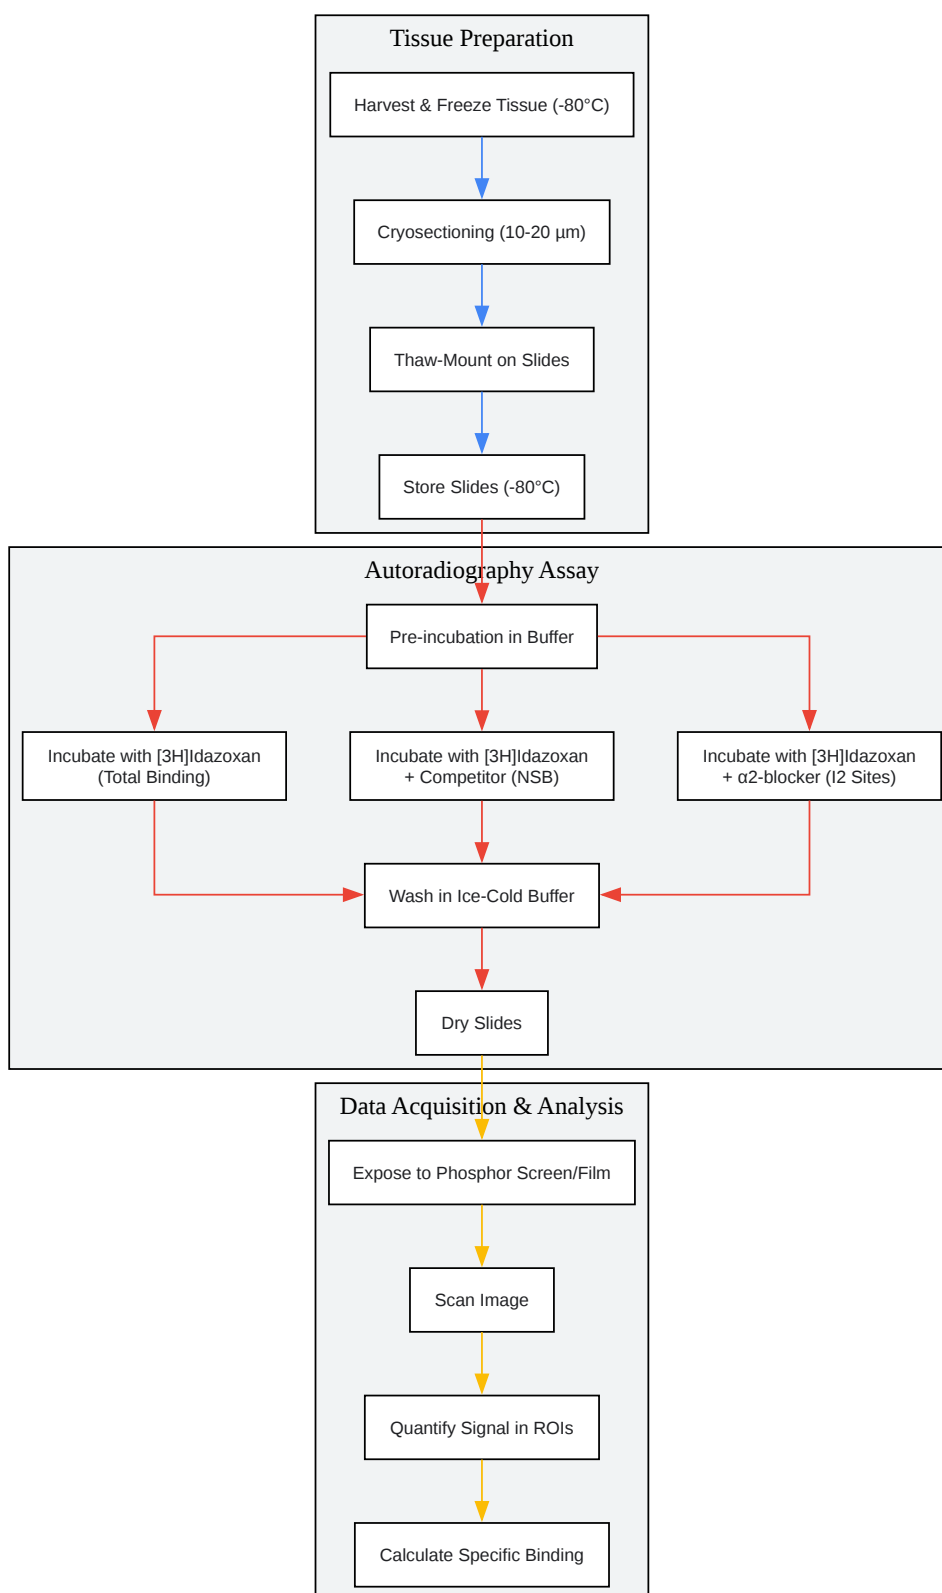 Tissue Preparation
Harvest & Freeze Tissue (-80°C)
Cryosectioning (10-20 µm)
Thaw-Mount on Slides
Store Slides (-80°C)
Autoradiography Assay
Pre-incubation in Buffer
Incubate with [3H]Idazoxan
(Total Binding)
Incubate with [3H]Idazoxan
+ Competitor (NSB)
Incubate with [3H]Idazoxan
+ α2-blocker (I2 Sites)
Wash in Ice-Cold Buffer
Dry Slides
Data Acquisition & Analysis
Expose to Phosphor Screen/Film
Scan Image
Quantify Signal in ROIs
Calculate Specific Binding